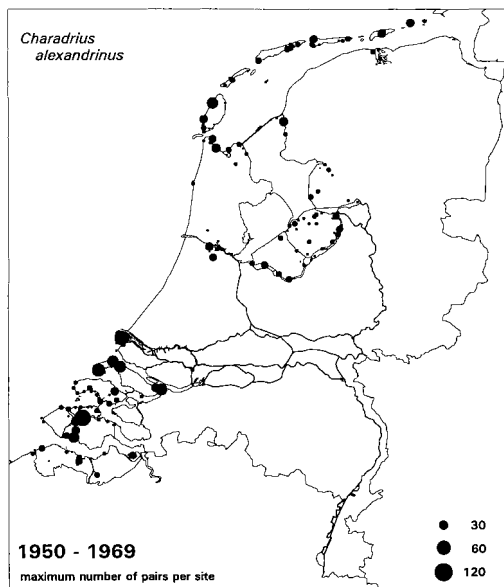 Charadrius
alexandrinus
1950 - 1969
maximum number of pairs per site
30
60
120